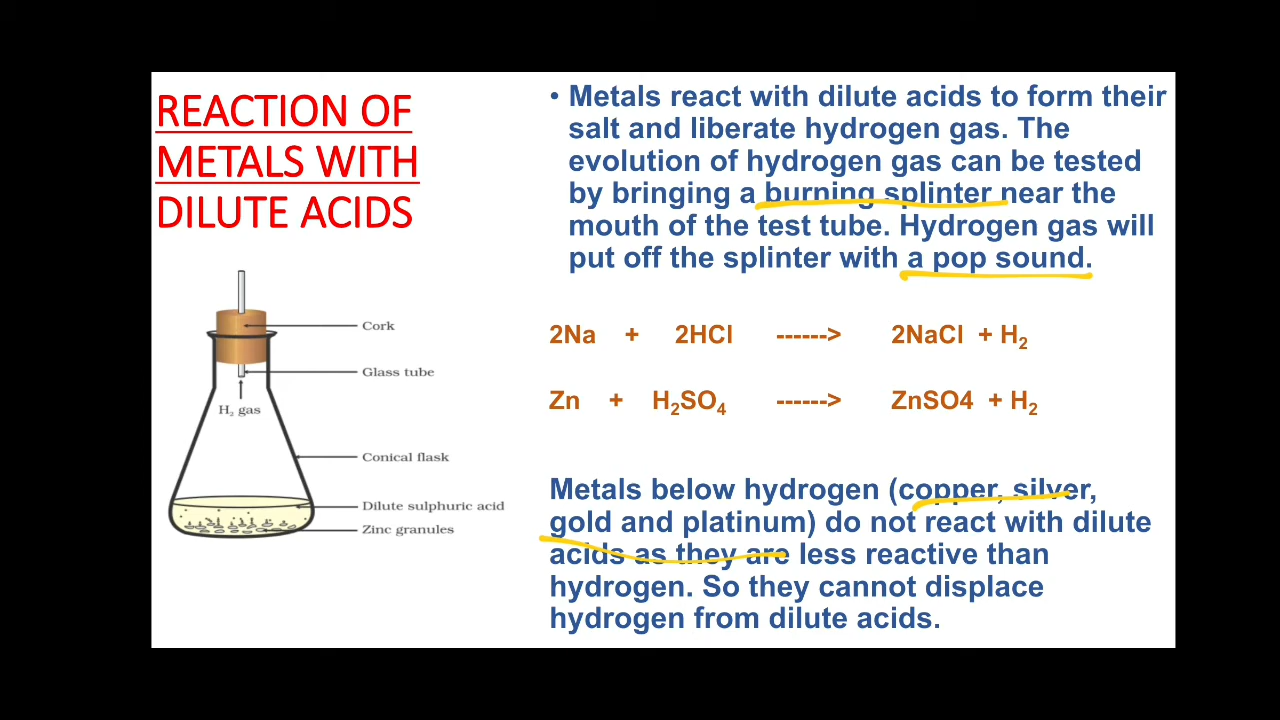 REACTION OF
METALS WITH
DILUTE ACIDS
Cork
Glass tube
H₂ gas
Conical flask
Dilute sulphuric acid
Zinc granules
• Metals react with dilute acids to form their
salt and liberate hydrogen gas. The
evolution of hydrogen gas can be tested
by bringing a burning splinter near the
mouth of the test tube. Hydrogen gas will
put off the splinter with a pop sound.
2Na + 2HCl ------> 2NaCl + H₂
Zn + H₂SO₄ ------> ZnSO4 + H₂
Metals below hydrogen (copper, silver,
gold and platinum) do not react with dilute
acids as they are less reactive than
hydrogen. So they cannot displace
hydrogen from dilute acids.